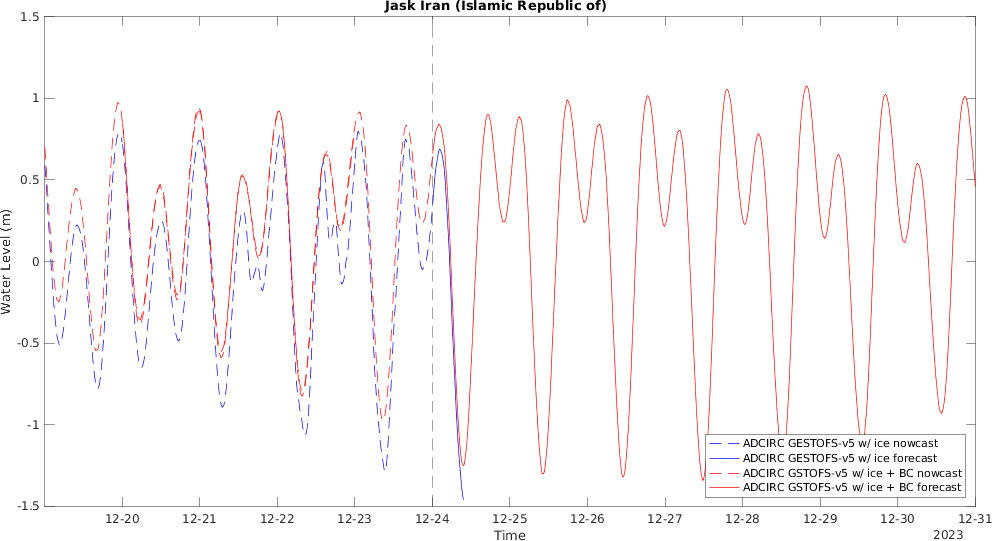 Jask Iran (Islamic Republic of)
Water Level (m)
1.5
1
0.5
0
-0.5
-1
-1.5
ADCIRC GESTOFS-v5 w/ ice nowcast
ADCIRC GESTOFS-v5 w/ ice forecast
ADCIRC GSTOFS-v5 w/ ice + BC nowcast
ADCIRC GSTOFS-v5 w/ ice + BC forecast
12-20 12-21 12-22 12-23 12-24 12-25 12-26 12-27 12-28 12-29 12-30 12-31
Time
2023